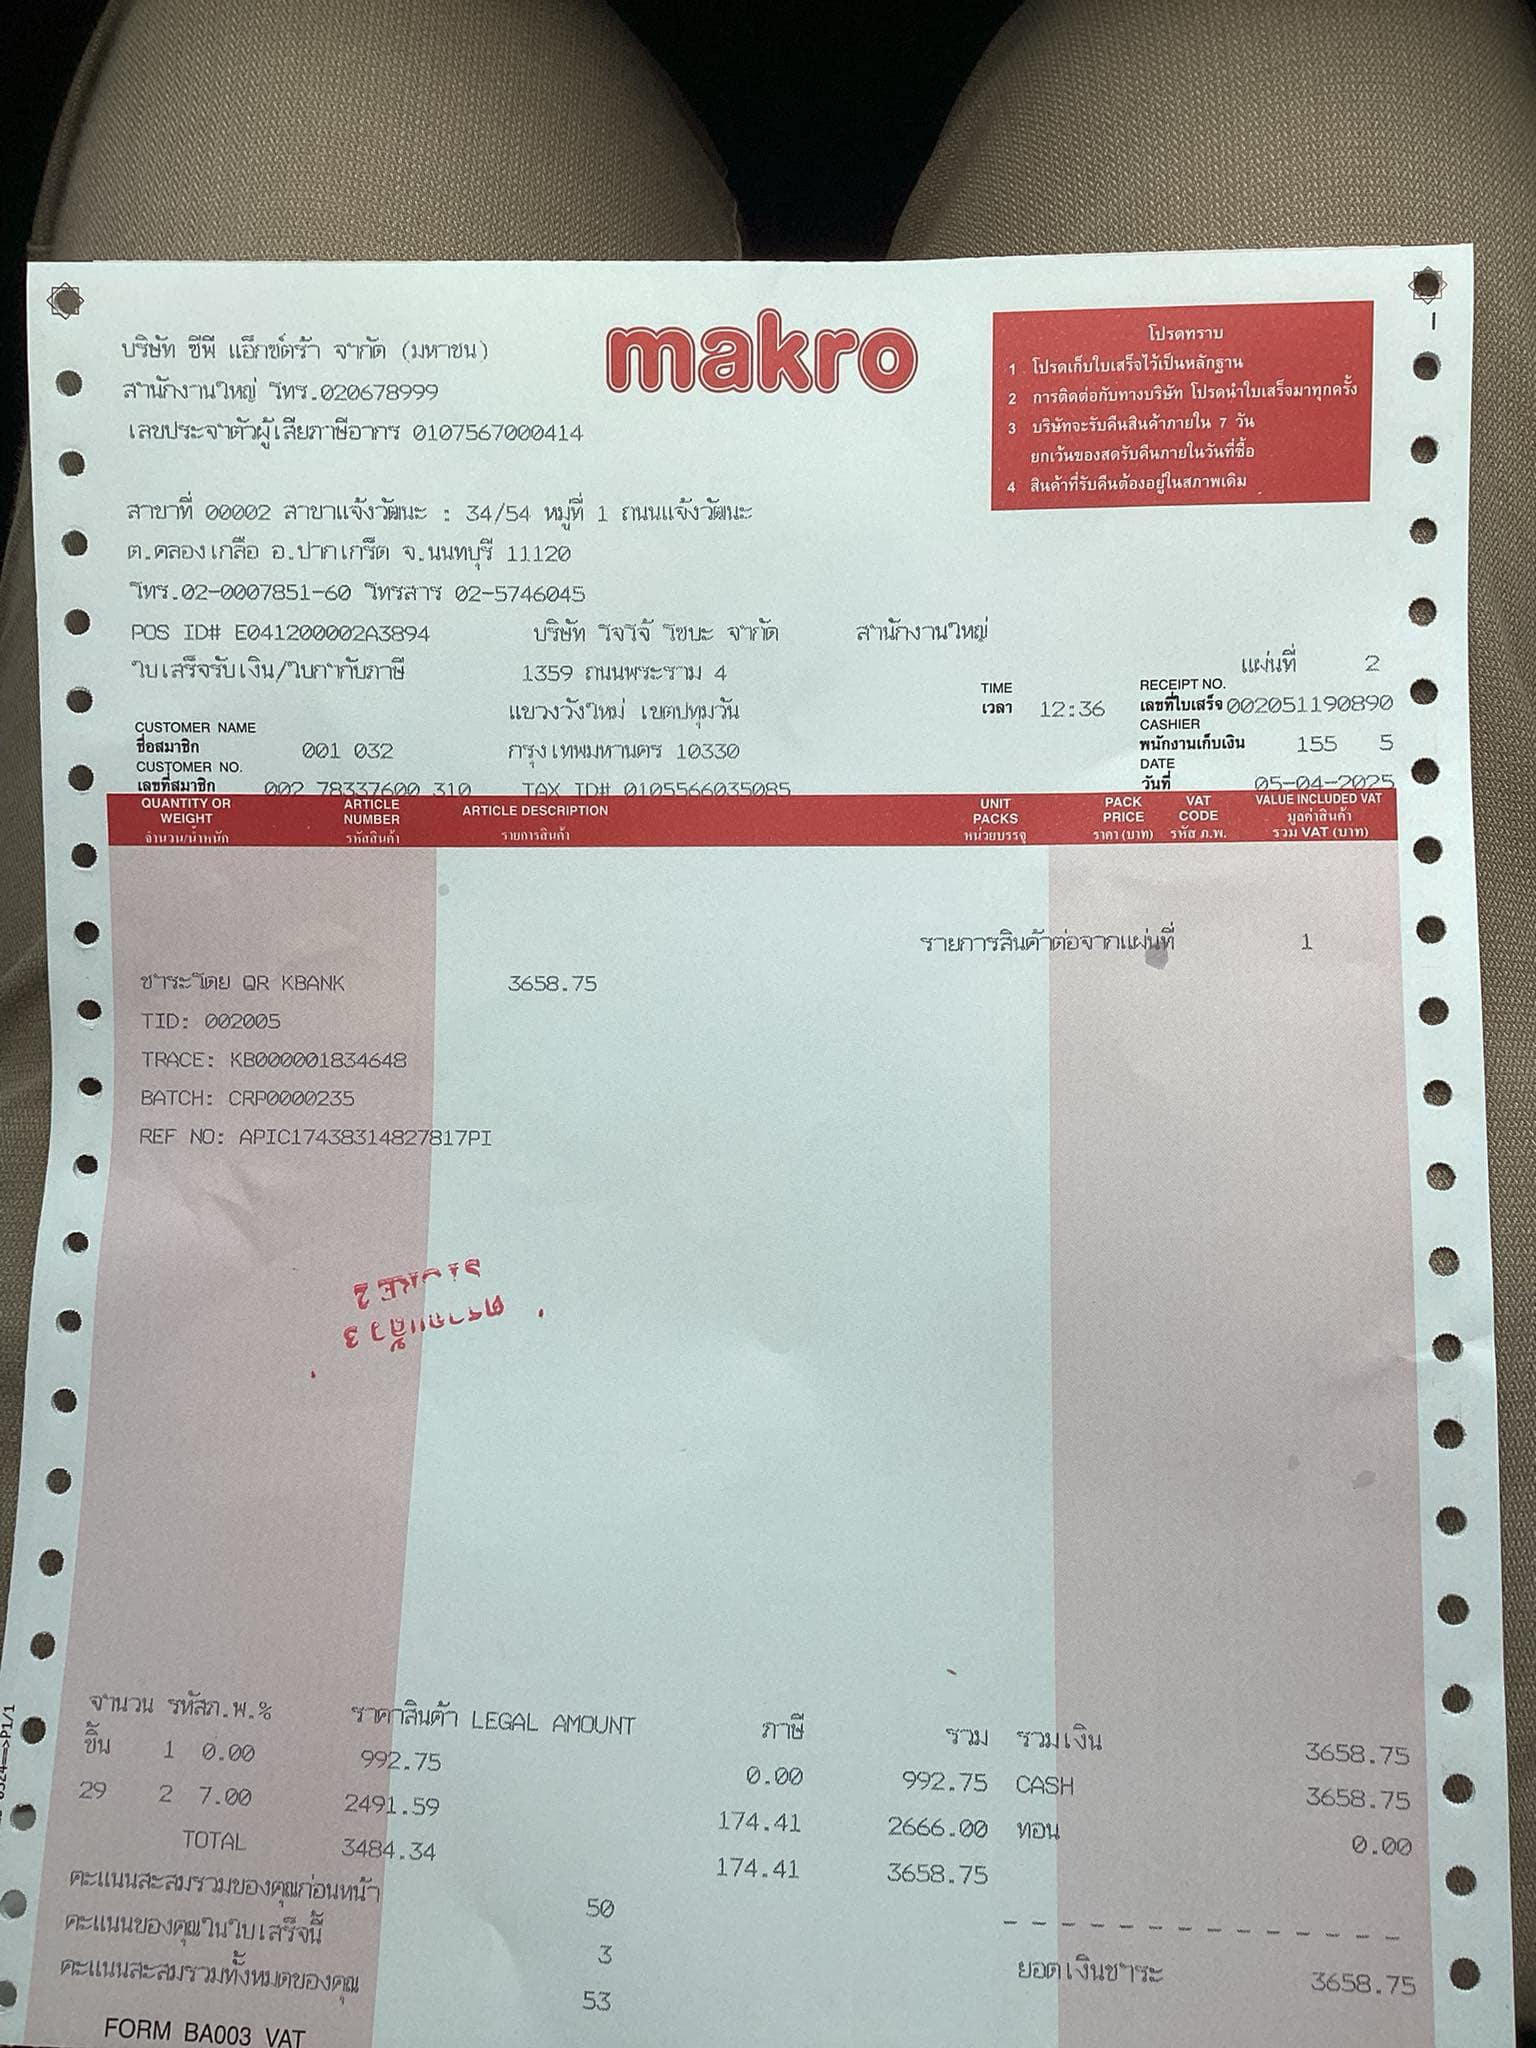 makro
บริษัท ซีพี แอ็กซ์ตร้า จำกัด (มหาชน)
สำนักงานใหญ่ โทร.020678999
เลขประจำตัวผู้เสียภาษีอากร 0107567000414
โปรดทราบ
1 โปรดเก็บใบเสร็จไว้เป็นหลักฐาน
2 การติดต่อกับทางบริษัท โปรดนำใบเสร็จมาทุกครั้ง
3 บริษัทจะรับคืนสินค้าภายใน 7 วัน
ยกเว้นของสดรับคืนภายในวันที่ซื้อ
4 สินค้าที่รับคืนต้องอยู่ในสภาพเดิม
สาขาที่ 00002 สาขาแจ้งวัฒนะ : 34/54 หมู่ที่ 1 ถนนแจ้งวัฒนะ
ต.คลองเกลือ อ.ปากเกร็ด จ.นนทบุรี 11120
โทร.02-0007851-60 โทรสาร 02-5746045
POS ID# E041200002A3894 บริษัท โจโจ้ โซบะ จำกัด สำนักงานใหญ่
ใบเสร็จรับเงิน/ใบกำกับภาษี 1359 ถนนพระราม 4 แผ่นที่ 2
แขวงวังใหม่ เขตปทุมวัน TIME เวลา 12:36 RECEIPT NO. เลขที่ใบเสร็จ 002051190890
CUSTOMER NAME ชื่อสมาชิก 001 032 กรุงเทพมหานคร 10330 CASHIER พนักงานเก็บเงิน 155 5
CUSTOMER NO. เลขที่สมาชิก 002 78337600 310 TAX ID# 0105566035085 DATE วันที่ 05-04-2025
QUANTITY OR WEIGHT ARTICLE NUMBER ARTICLE DESCRIPTION UNIT PACKS PACK PRICE VAT CODE VALUE INCLUDED VAT
จำนวน/น้ำหนัก รหัสสินค้า รายการสินค้า หน่วยบรรจุ ราคา (บาท) รหัส ภ.พ. มูลค่าสินค้า รวม VAT (บาท)
รายการสินค้าต่อจากแผ่นที่ 1
ชำระโดย QR KBANK 3658.75
TID: 002005
TRACE: KB000001834648
BATCH: CRP0000235
REF NO: APIC17438314827817PI
ตรวจแล้ว 3
จำนวน รหัสภ.พ.% ราคาสินค้า LEGAL AMOUNT ภาษี รวม รวมเงิน 3658.75
ชิ้น 1 0.00 992.75 0.00 992.75 CASH 3658.75
29 2 7.00 2491.59 174.41 2666.00 ทอน 0.00
TOTAL 3484.34 174.41 3658.75
คะแนนสะสมรวมของคุณก่อนหน้า 50
คะแนนของคุณในใบเสร็จนี้ 3
คะแนนสะสมรวมทั้งหมดของคุณ 53
ยอดเงินชำระ 3658.75
FORM BA003 VAT